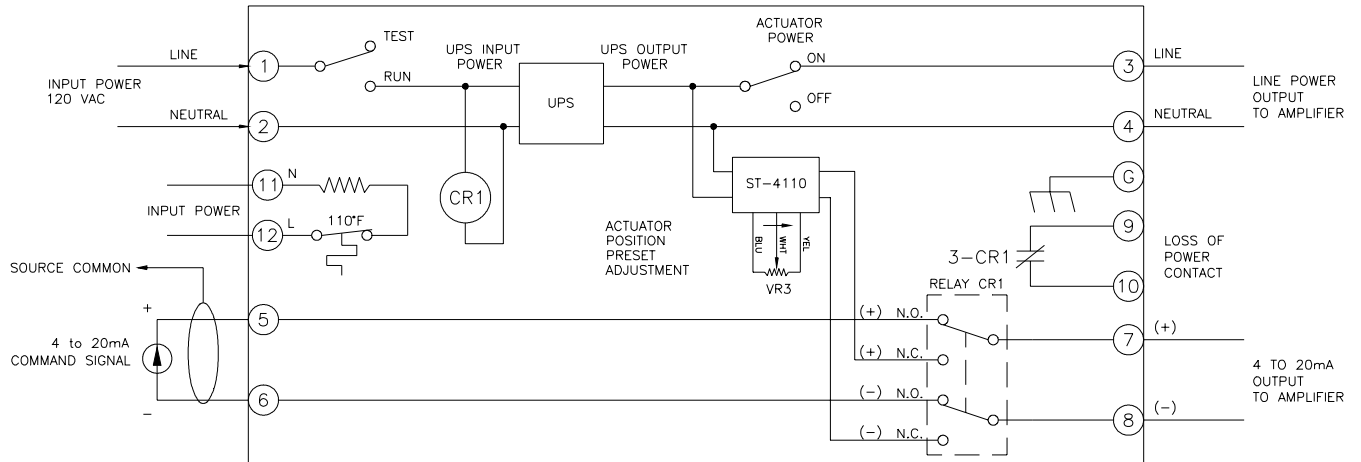 LINE
INPUT POWER
120 VAC
NEUTRAL
1
2
TEST
RUN
UPS INPUT
POWER
UPS
UPS OUTPUT
POWER
ACTUATOR
POWER
ON
OFF
3
LINE
4
NEUTRAL
LINE POWER
OUTPUT
TO AMPLIFIER
11
N
INPUT POWER
12
L
110°F
CR1
ACTUATOR
POSITION
PRESET
ADJUSTMENT
ST-4110
BLU
WHT
YEL
VR3
G
9
3-CR1
10
LOSS OF
POWER
CONTACT
SOURCE COMMON
+
4 to 20mA
COMMAND SIGNAL
−
5
6
RELAY CR1
(+) N.O.
(+) N.C.
(−) N.O.
(−) N.C.
7
(+)
8
(−)
4 TO 20mA
OUTPUT
TO AMPLIFIER